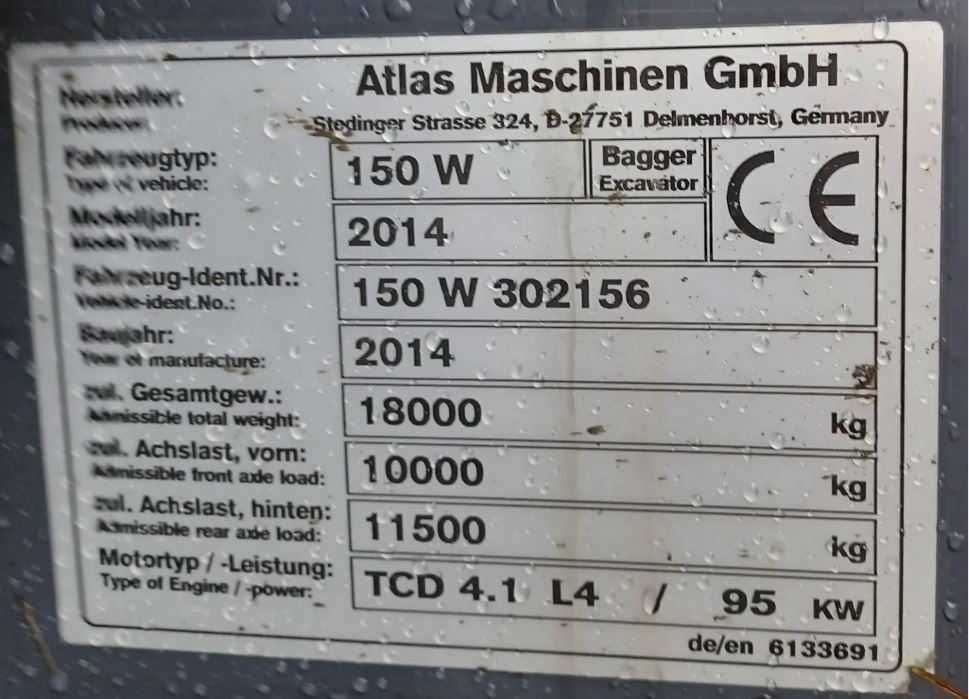 Hersteller: Atlas Maschinen GmbH
Producer: Stedinger Strasse 324, D-27751 Delmenhorst, Germany
Fahrzeugtyp: 150 W Bagger CE
Type of vehicle: Excavator
Modelljahr: 2014
Model Year:
Fahrzeug-Ident.Nr.: 150 W 302156
Vehicle-ident.No.:
Baujahr: 2014
Year of manufacture:
zul. Gesamtgew.: 18000 kg
Admissible total weight:
zul. Achslast, vorn: 10000 kg
Admissible front axle load:
zul. Achslast, hinten: 11500 kg
Admissible rear axle load:
Motortyp / -Leistung: TCD 4.1 L4 / 95 KW
Type of Engine / -power:
de/en 6133691